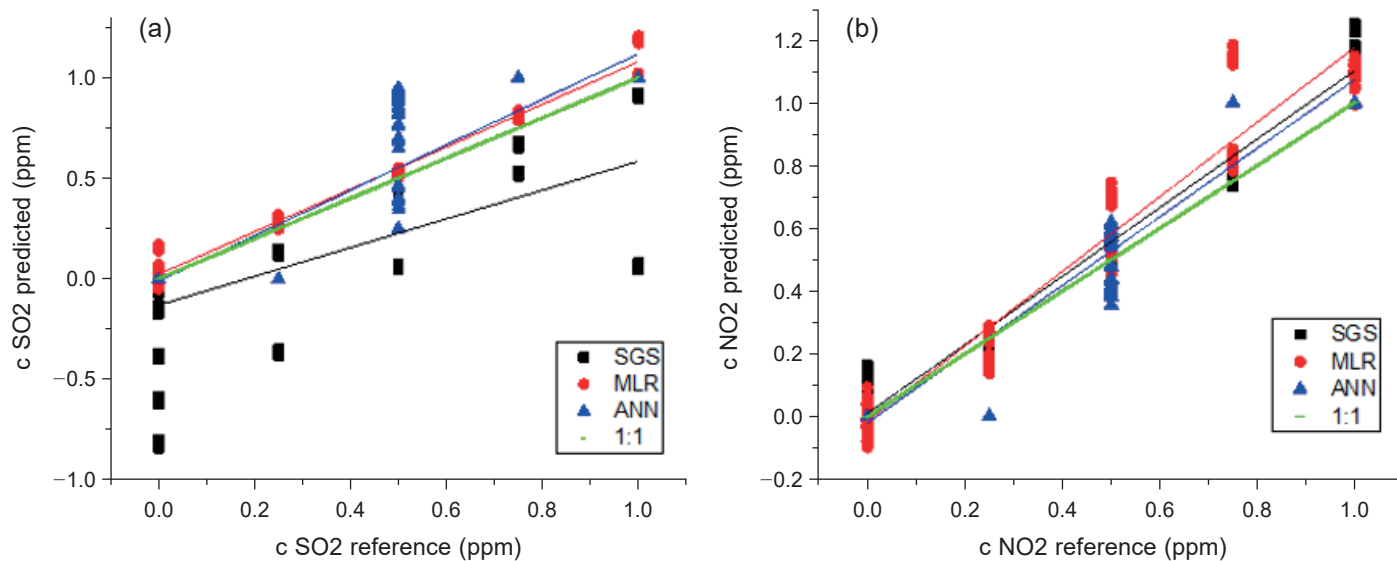 (a)
c SO2 predicted (ppm)
1.0
0.5
0.0
−0.5
−1.0
0.0 0.2 0.4 0.6 0.8 1.0
c SO2 reference (ppm)
SGS
MLR
ANN
1:1
(b)
c NO2 predicted (ppm)
1.2
1.0
0.8
0.6
0.4
0.2
0.0
−0.2
0.0 0.2 0.4 0.6 0.8 1.0
c NO2 reference (ppm)
SGS
MLR
ANN
1:1